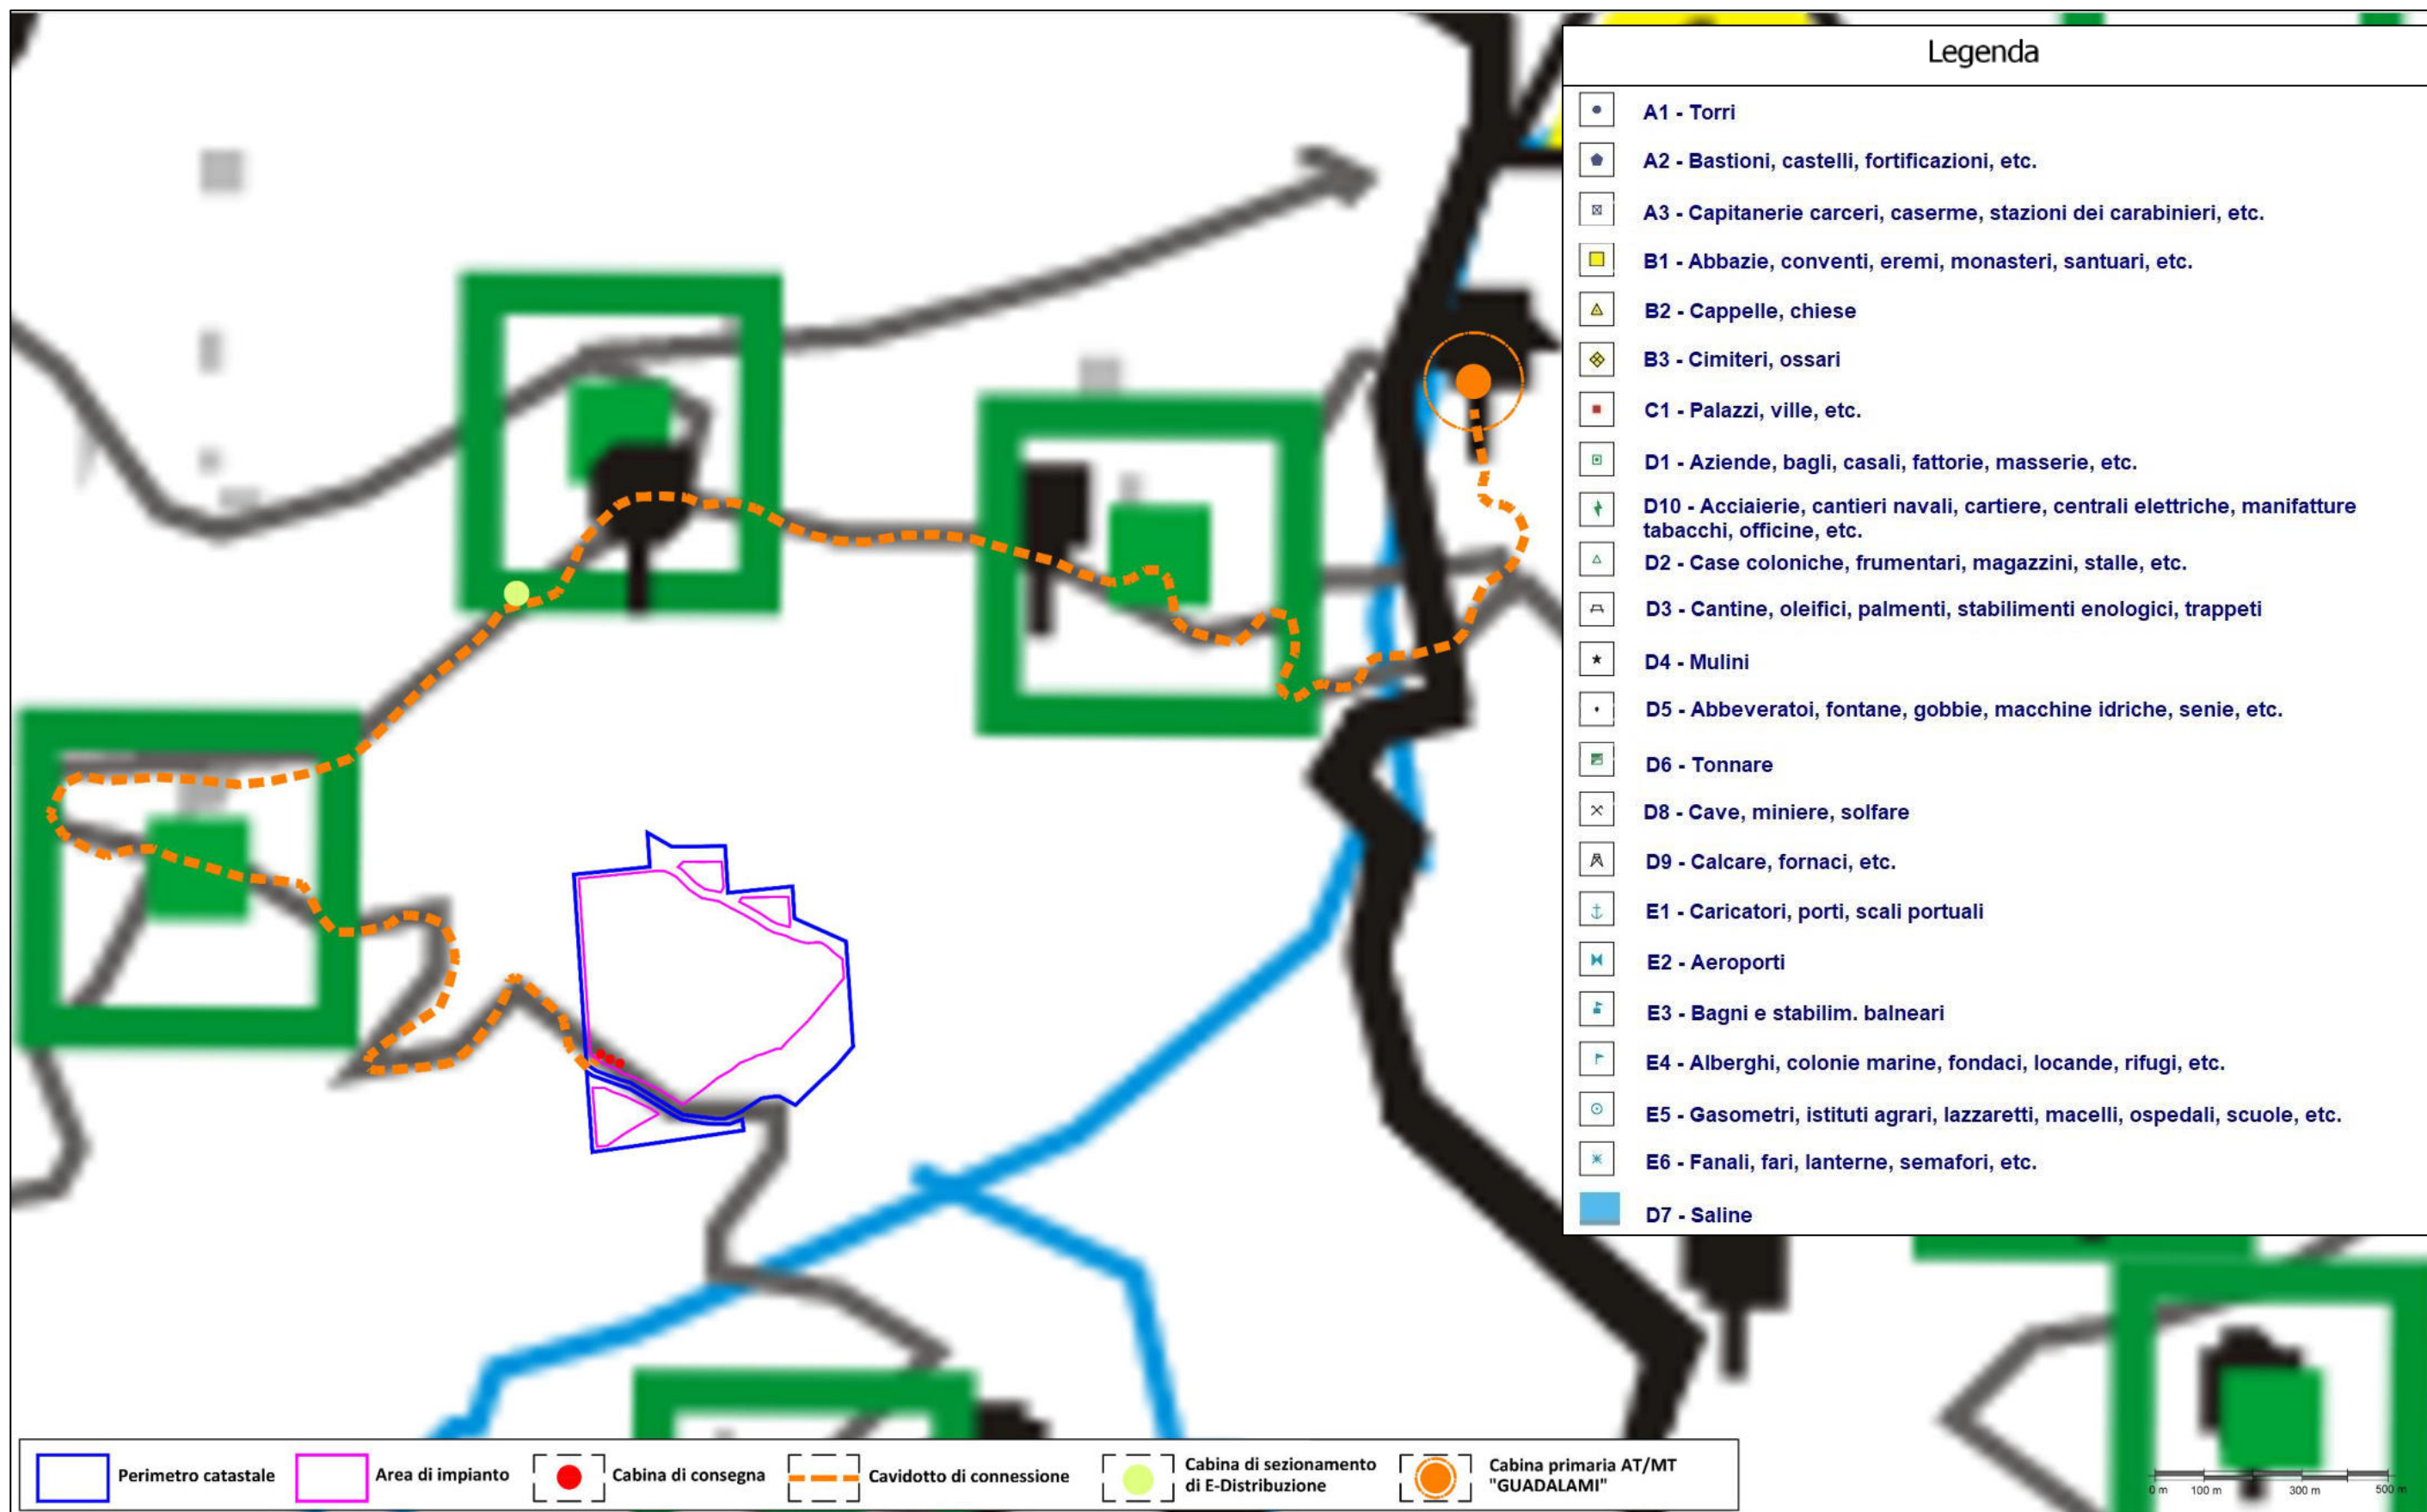 Legenda
A1 - Torri
A2 - Bastioni, castelli, fortificazioni, etc.
A3 - Capitanerie carceri, caserme, stazioni dei carabinieri, etc.
B1 - Abbazie, conventi, eremi, monasteri, santuari, etc.
B2 - Cappelle, chiese
B3 - Cimiteri, ossari
C1 - Palazzi, ville, etc.
D1 - Aziende, bagli, casali, fattorie, masserie, etc.
D10 - Acciaierie, cantieri navali, cartiere, centrali elettriche, manifatture
tabacchi, officine, etc.
D2 - Case coloniche, frumentari, magazzini, stalle, etc.
D3 - Cantine, oleifici, palmenti, stabilimenti enologici, trappeti
D4 - Mulini
D5 - Abbeveratoi, fontane, gobbie, macchine idriche, senie, etc.
D6 - Tonnare
D8 - Cave, miniere, solfare
D9 - Calcare, fornaci, etc.
E1 - Caricatori, porti, scali portuali
E2 - Aeroporti
E3 - Bagni e stabilim. balneari
E4 - Alberghi, colonie marine, fondaci, locande, rifugi, etc.
E5 - Gasometri, istituti agrari, lazzaretti, macelli, ospedali, scuole, etc.
E6 - Fanali, fari, lanterne, semafori, etc.
D7 - Saline
Perimetro catastale
Area di impianto
Cabina di consegna
Cavidotto di connessione
Cabina di sezionamento
di E-Distribuzione
Cabina primaria AT/MT
"GUADALAMI"
0 m 100 m 300 m 500 m